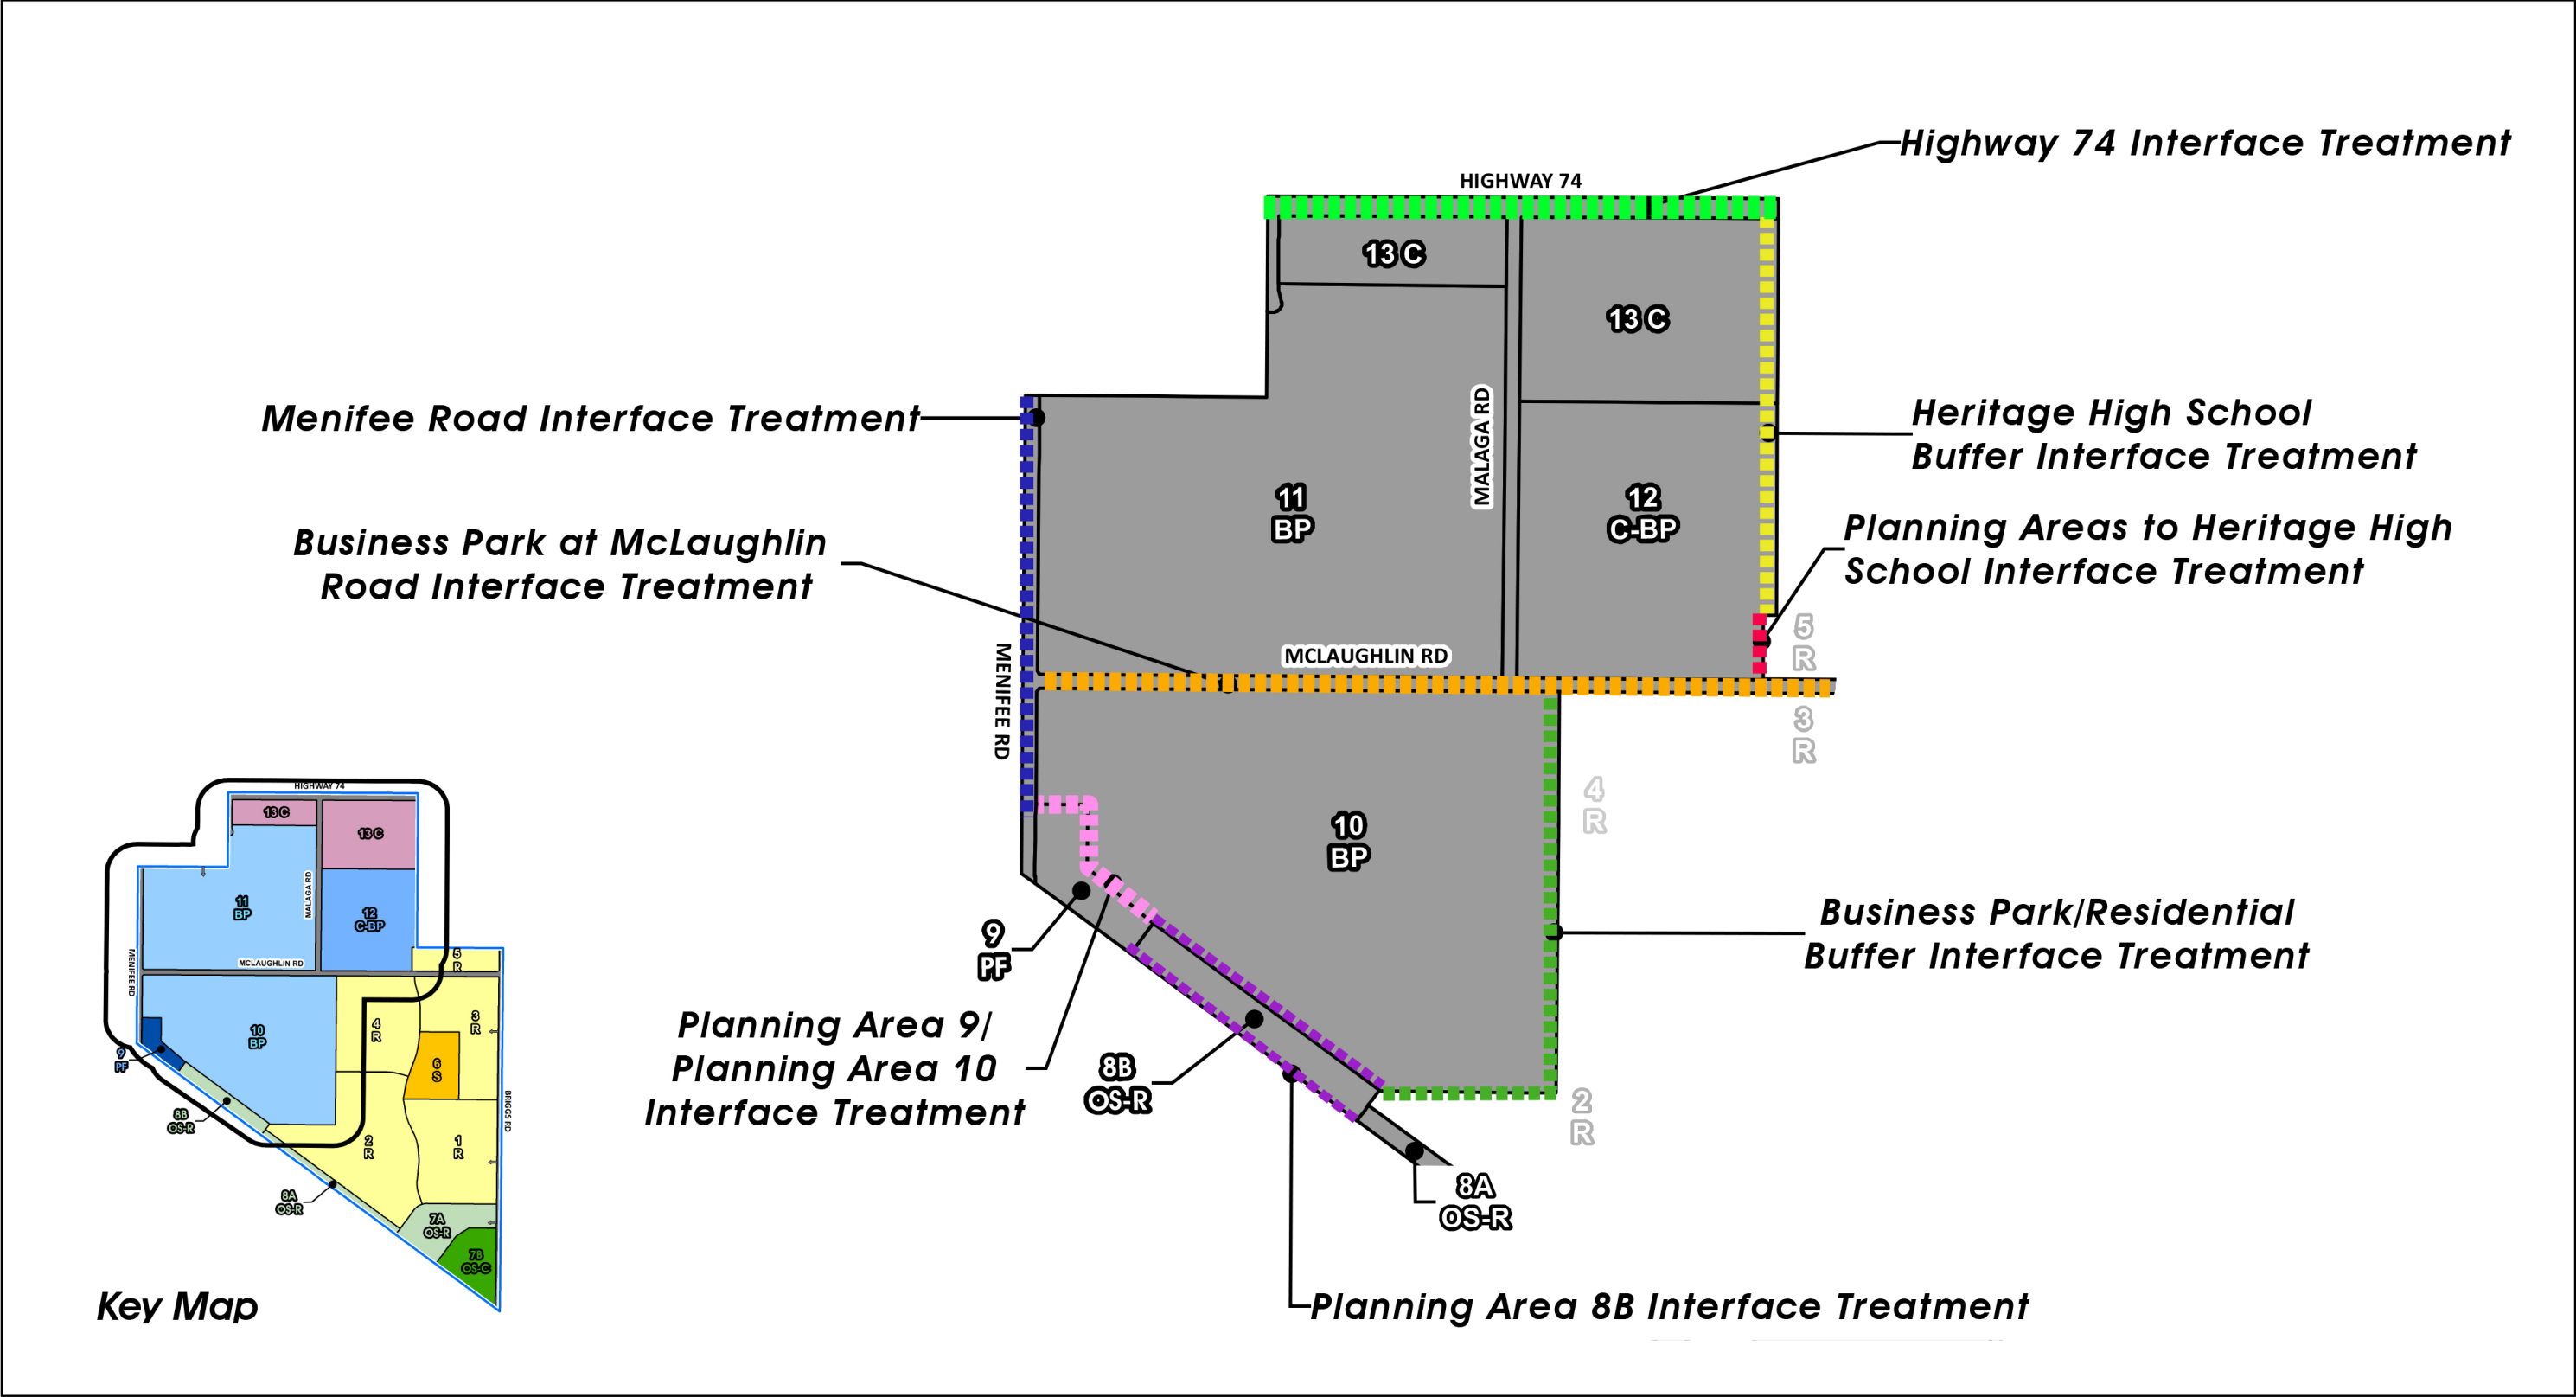 Highway 74 Interface Treatment
HIGHWAY 74
13 C
13 C
Menifee Road Interface Treatment
MALAGA RD
Heritage High School
Buffer Interface Treatment
11
BP
12
C-BP
Business Park at McLaughlin
Road Interface Treatment
Planning Areas to Heritage High
School Interface Treatment
5
R
MCLAUGHLIN RD
MENIFEE RD
3
R
4
R
10
BP
9
PF
Business Park/Residential
Buffer Interface Treatment
Planning Area 9/
Planning Area 10
Interface Treatment
8B
OS-R
2
R
8A
OS-R
Planning Area 8B Interface Treatment
HIGHWAY 74
13 C
13 C
MALAGA RD
11
BP
12
C-BP
MENIFEE RD
MCLAUGHLIN RD
5
R
10
BP
4
R
3
R
6
S
9
PF
8B
OS-R
2
R
1
R
BRIGGS RD
8A
OS-R
7A
OS-R
7B
OS-C
Key Map